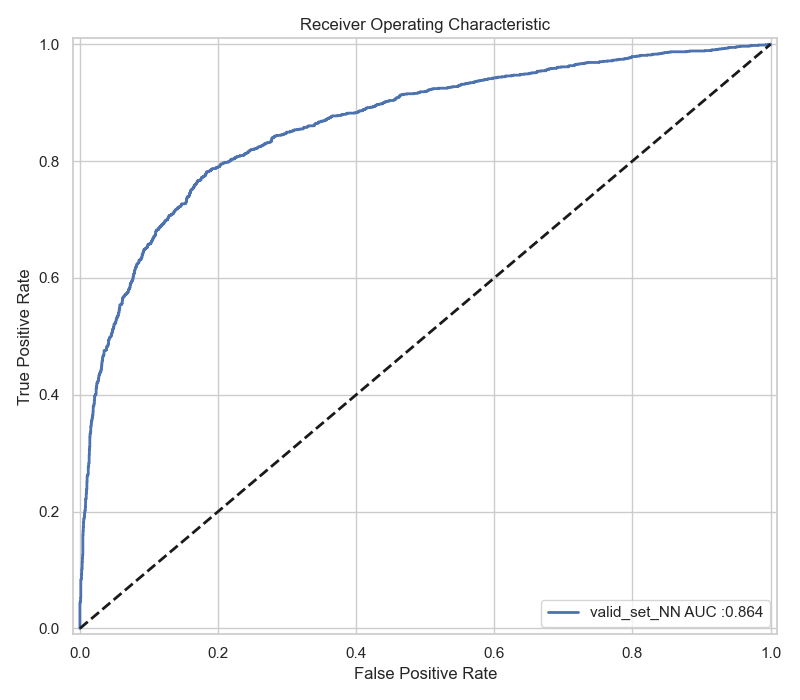 Receiver Operating Characteristic
1.0
0.8
0.6
0.4
0.2
0.0
True Positive Rate
valid_set_NN AUC :0.864
0.0 0.2 0.4 0.6 0.8 1.0
False Positive Rate